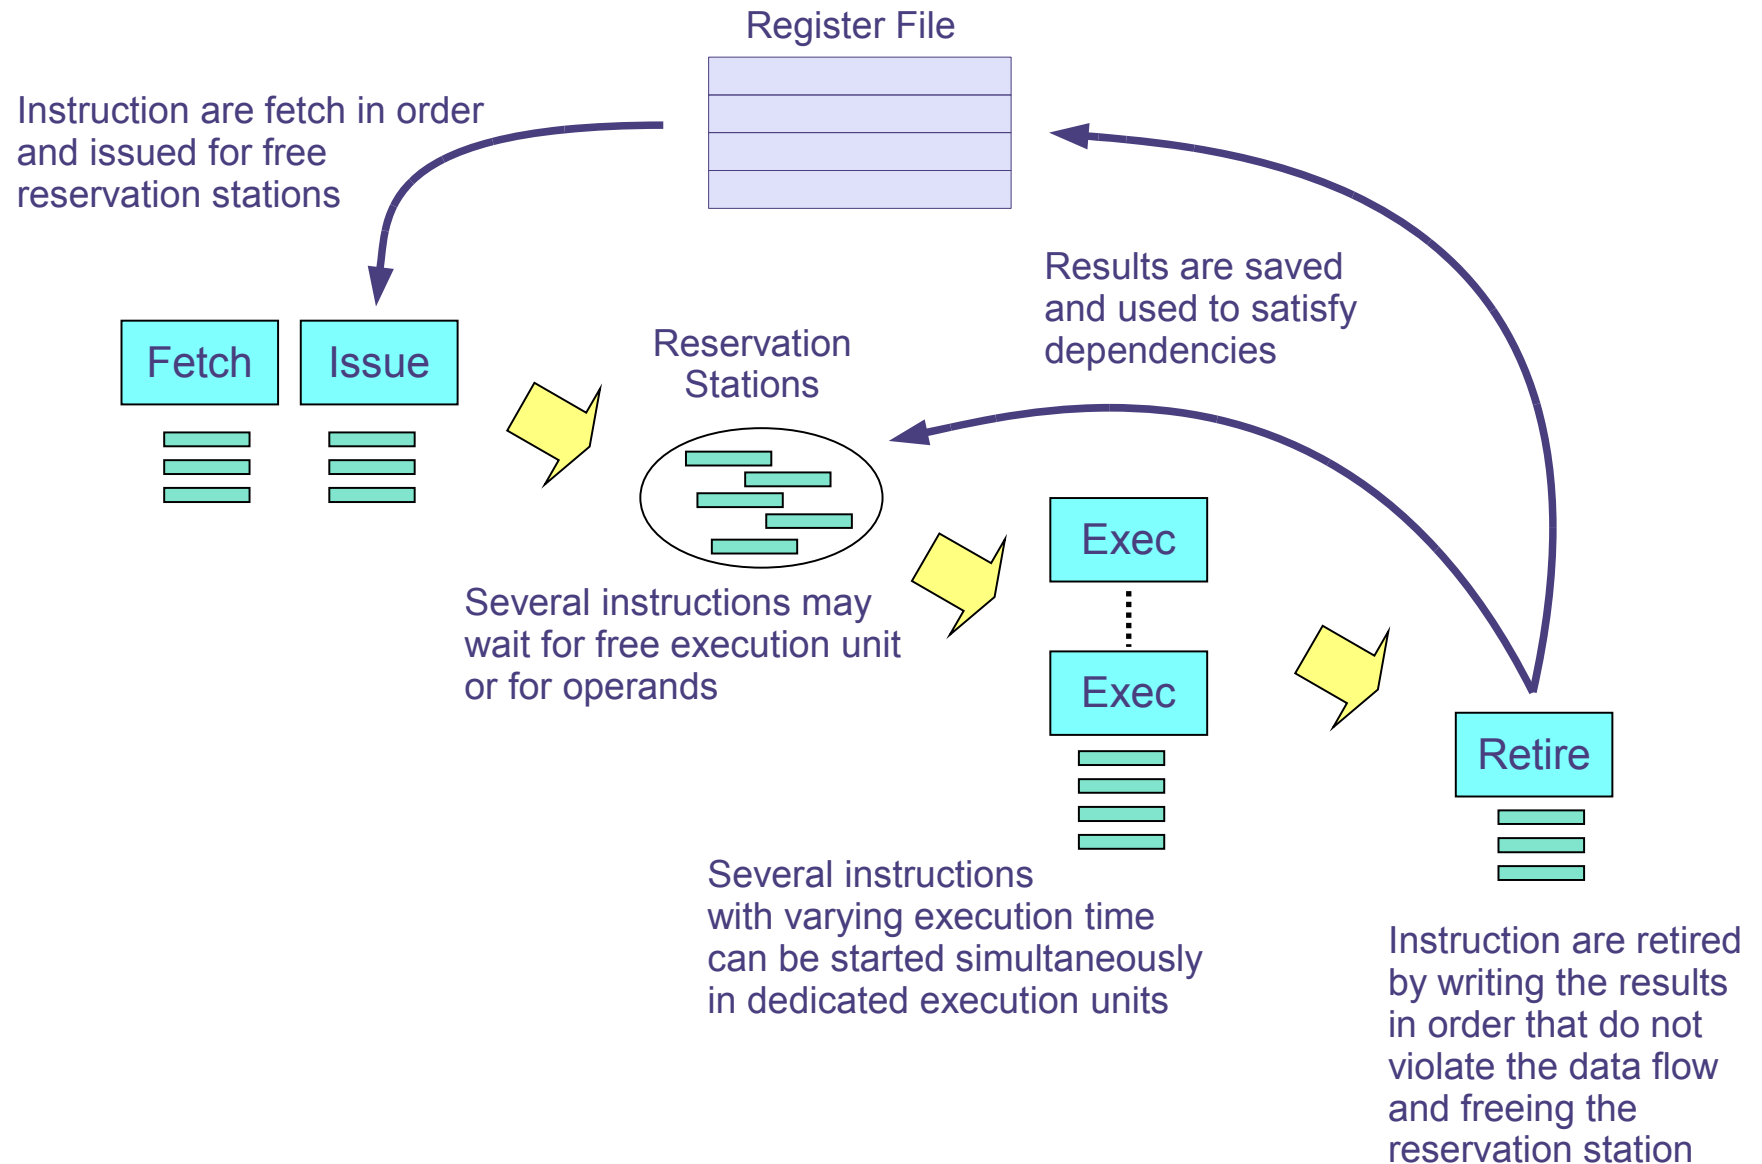 Register File
Instruction are fetch in order
and issued for free
reservation stations
Results are saved
and used to satisfy
dependencies
Fetch
Issue
Reservation
Stations
Exec
Several instructions may
wait for free execution unit
or for operands
Exec
Retire
Several instructions
with varying execution time
can be started simultaneously
in dedicated execution units
Instruction are retired
by writing the results
in order that do not
violate the data flow
and freeing the
reservation station